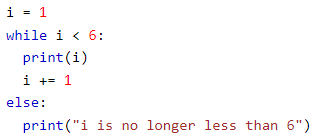 i = 1
while i < 6:
  print(i)
  i += 1
else:
  print("i is no longer less than 6")